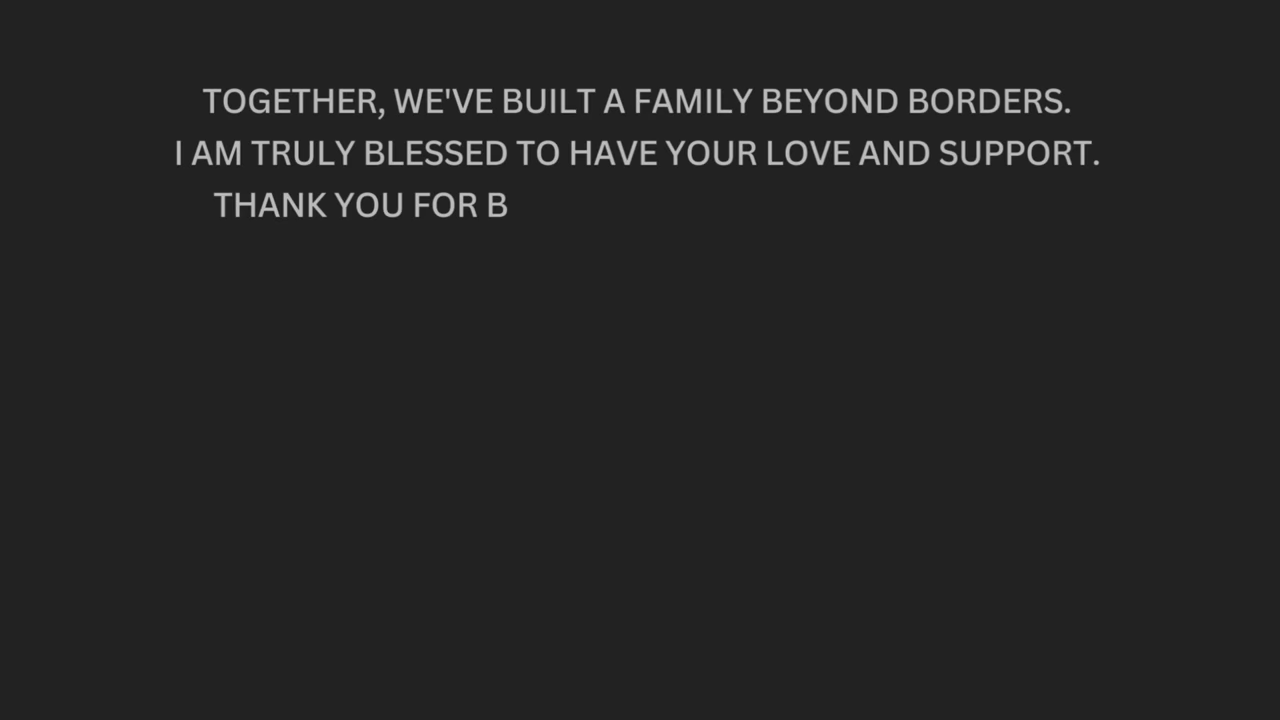 TOGETHER, WE'VE BUILT A FAMILY BEYOND BORDERS.
I AM TRULY BLESSED TO HAVE YOUR LOVE AND SUPPORT.
THANK YOU FOR B